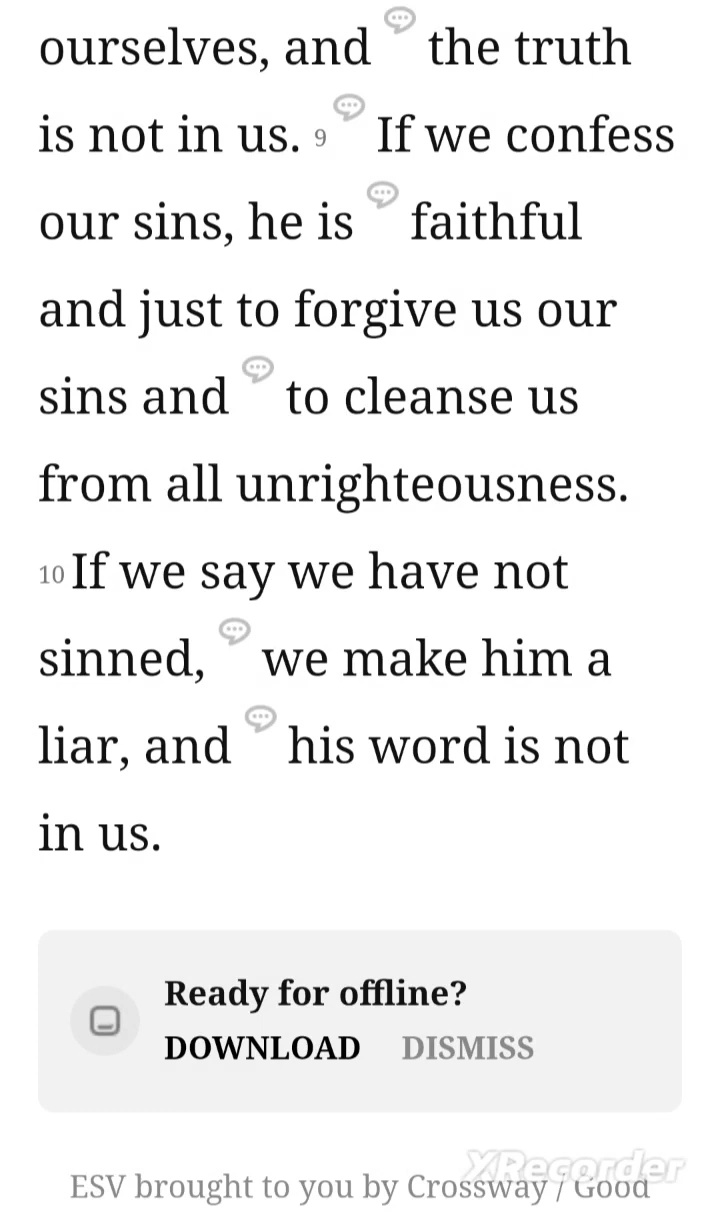 ourselves, and the truth
is not in us. 9 If we confess
our sins, he is faithful
and just to forgive us our
sins and to cleanse us
from all unrighteousness.
10 If we say we have not
sinned, we make him a
liar, and his word is not
in us.
Ready for offline?
DOWNLOAD DISMISS
XRecorder
ESV brought to you by Crossway / Good